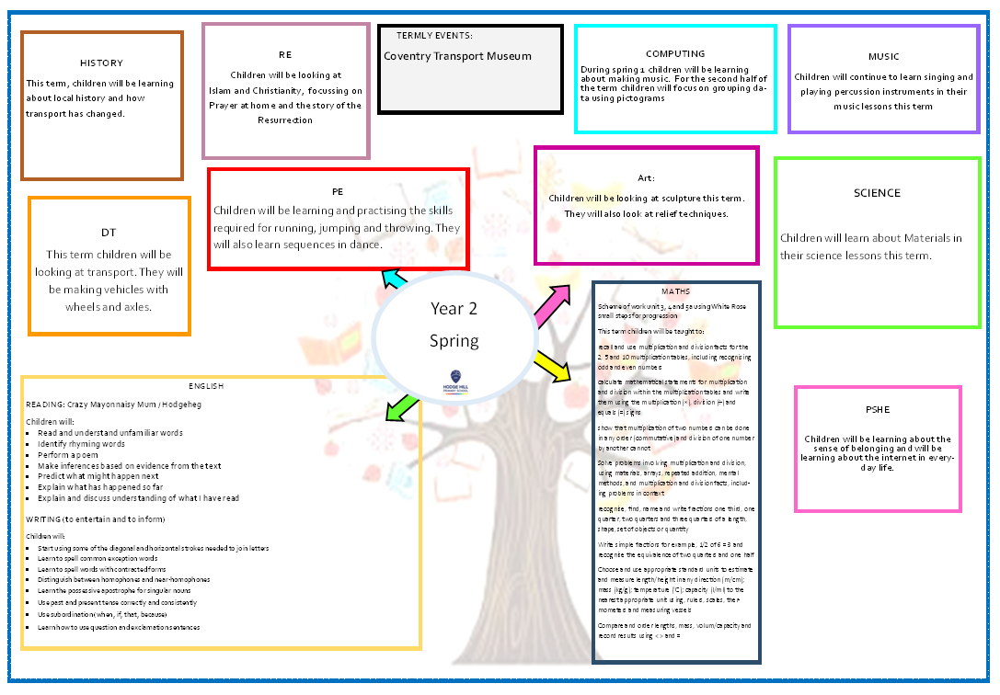 HISTORY
This term, children will be learning
about local history and how
transport has changed.
RE
Children will be looking at
Islam and Christianity, focussing on
Prayer at home and the story of the
Resurrection
TERMLY EVENTS:
Coventry Transport Museum
COMPUTING
During spring 1 children will be learning
about making music. For the second half of
the term children will focus on grouping da-
ta using pictograms
MUSIC
Children will continue to learn singing and
playing percussion instruments in their
music lessons this term
DT
This term children will be
looking at transport. They will
be making vehicles with
wheels and axles.
PE
Children will be learning and practising the skills
required for running, jumping and throwing. They
will also learn sequences in dance.
Art:
Children will be looking at sculpture this term.
They will also look at relief techniques.
SCIENCE
Children will learn about Materials in
their science lessons this term.
Year 2
Spring
HODGE HILL
PRIMARY SCHOOL
ENGLISH
READING: Crazy Mayonnaisy Mum / Hodgeheg
Children will:
▪ Read and understand unfamiliar words
▪ Identify rhyming words
▪ Perform a poem
▪ Make inferences based on evidence from the text
▪ Predict what might happen next
▪ Explain what has happened so far
▪ Explain and discuss understanding of what I have read
WRITING (to entertain and to inform)
Children will:
▪ Start using some of the diagonal and horizontal strokes needed to join letters
▪ Learn to spell common exception words
▪ Learn to spell words with contracted forms
▪ Distinguish between homophones and near-homophones
▪ Learn the possessive apostrophe for singular nouns
▪ Use past and present tense correctly and consistently
▪ Use subordination (when, if, that, because)
▪ Learn how to use question and exclamation sentences
MATHS
Scheme of work unit 3, 4 and 5a using White Rose
small steps for progression
This term children will be taught to:
recall and use multiplication and division facts for the
2, 5 and 10 multiplication tables, including recognising
odd and even numbers
calculate mathematical statements for multiplication
and division within the multiplication tables and write
them using the multiplication (×), division (÷) and
equals (=) signs
show that multiplication of two numbers can be done
in any order (commutative) and division of one number
by another cannot
Solve problems involving multiplication and division,
using materials, arrays, repeated addition, mental
methods, and multiplication and division facts, includ-
ing problems in context
recognise, find, name and write fractions one third, one
quarter, two quarters and three quarters of a length,
shape, set of objects or quantity
Write simple fractions for example, 1/2 of 6 = 3 and
recognise the equivalence of two quarters and one half
Choose and use appropriate standard units to estimate
and measure length/height in any direction (m/cm);
mass (kg/g); temperature (°C); capacity (l/ml) to the
nearest appropriate unit using, rulers, scales, ther-
mometers and measuring vessels
Compare and order lengths, mass, volum/capacity and
record results using <> and =
PSHE
Children will be learning about the
sense of belonging and will be
learning about the internet in every-
day life.